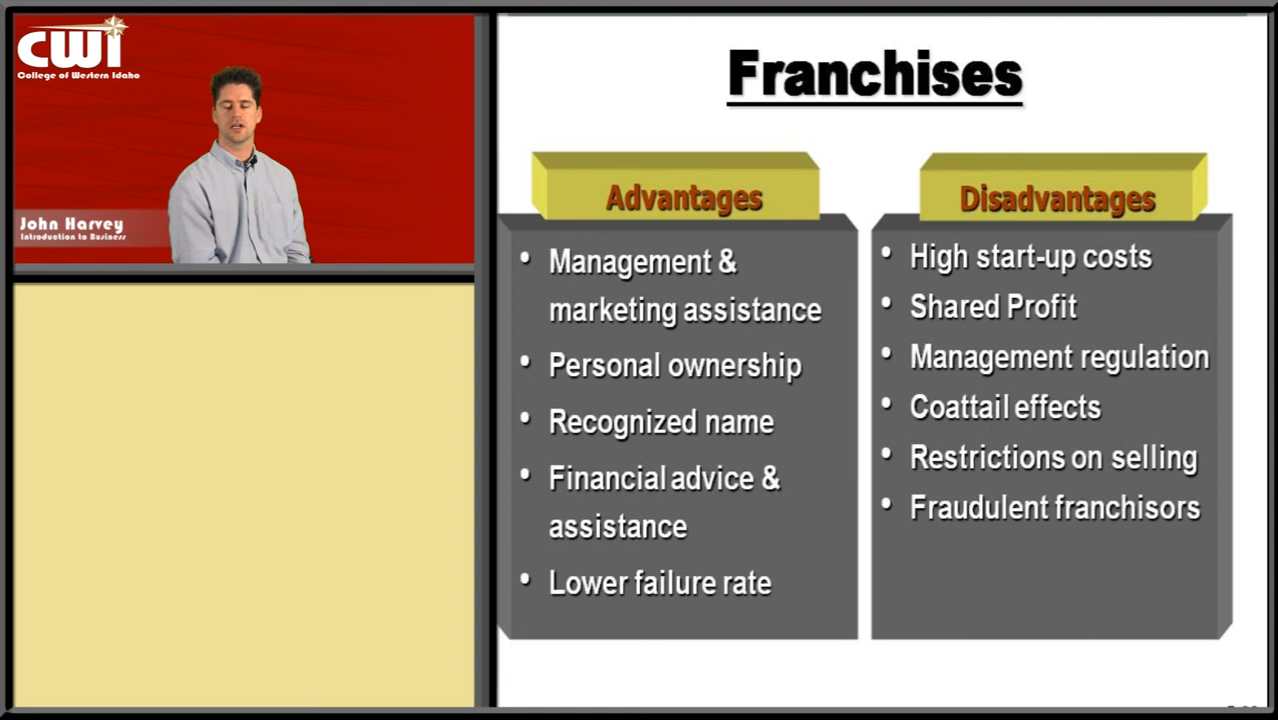 cwi
College of Western Idaho
John Harvey
Introduction to Business
Franchises
Advantages
• Management &
marketing assistance
• Personal ownership
• Recognized name
• Financial advice &
assistance
• Lower failure rate
Disadvantages
• High start-up costs
• Shared Profit
• Management regulation
• Coattail effects
• Restrictions on selling
• Fraudulent franchisors